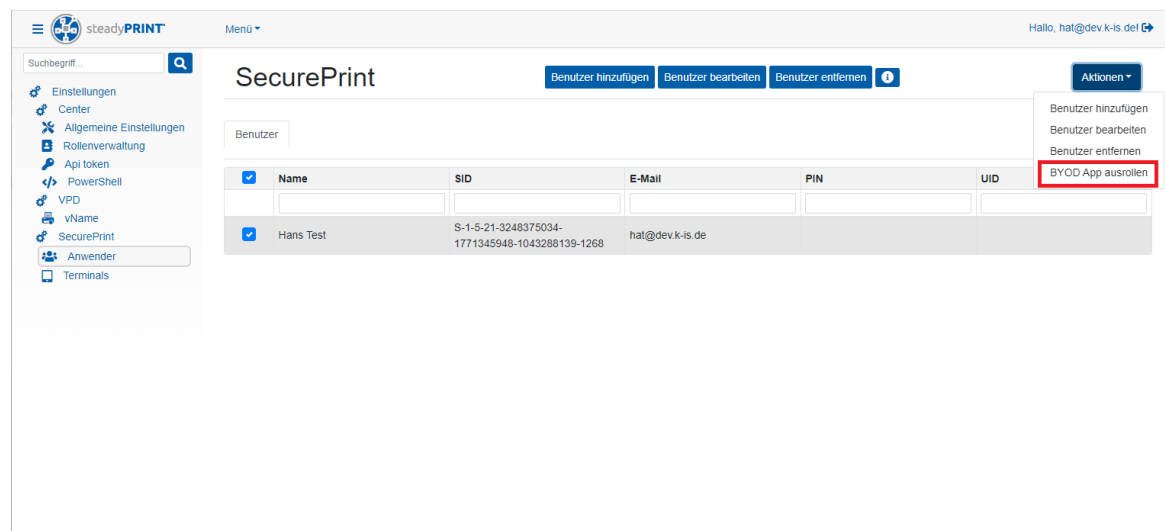 steadyPRINT
Menü
Hallo, hat@dev.k-is.de!
Suchbegriff...
Einstellungen
Center
Allgemeine Einstellungen
Rollenverwaltung
Api token
PowerShell
VPD
vName
SecurePrint
Anwender
Terminals
SecurePrint
Benutzer hinzufügen Benutzer bearbeiten Benutzer entfernen
Aktionen
Benutzer hinzufügen
Benutzer bearbeiten
Benutzer entfernen
BYOD App ausrollen
Benutzer
Name SID E-Mail PIN UID
Hans Test S-1-5-21-3248375034-
1771345948-1043288139-1268 hat@dev.k-is.de